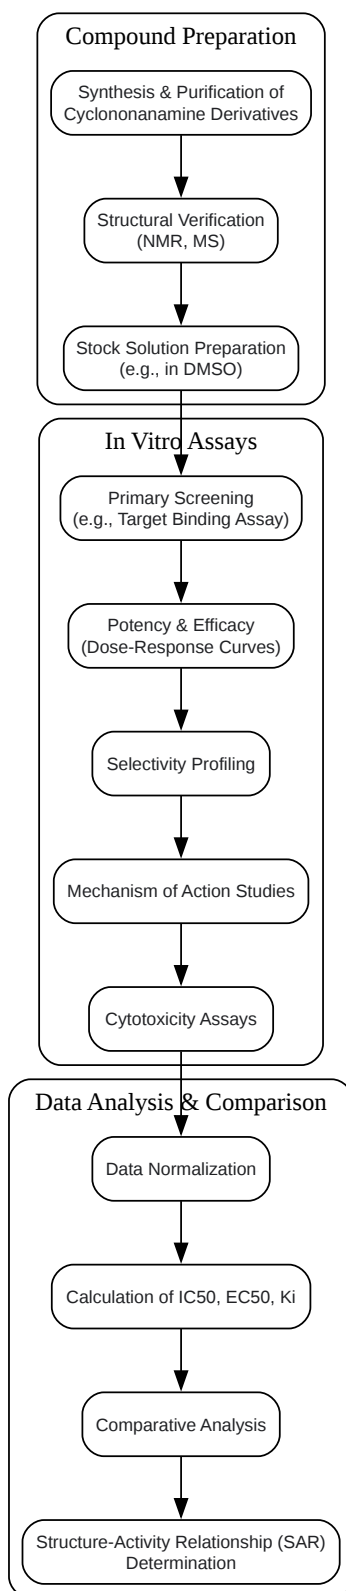 Compound Preparation
Synthesis & Purification of
Cyclononanamine Derivatives
Structural Verification
(NMR, MS)
Stock Solution Preparation
(e.g., in DMSO)
In Vitro Assays
Primary Screening
(e.g., Target Binding Assay)
Potency & Efficacy
(Dose-Response Curves)
Selectivity Profiling
Mechanism of Action Studies
Cytotoxicity Assays
Data Analysis & Comparison
Data Normalization
Calculation of IC50, EC50, Ki
Comparative Analysis
Structure-Activity Relationship (SAR)
Determination